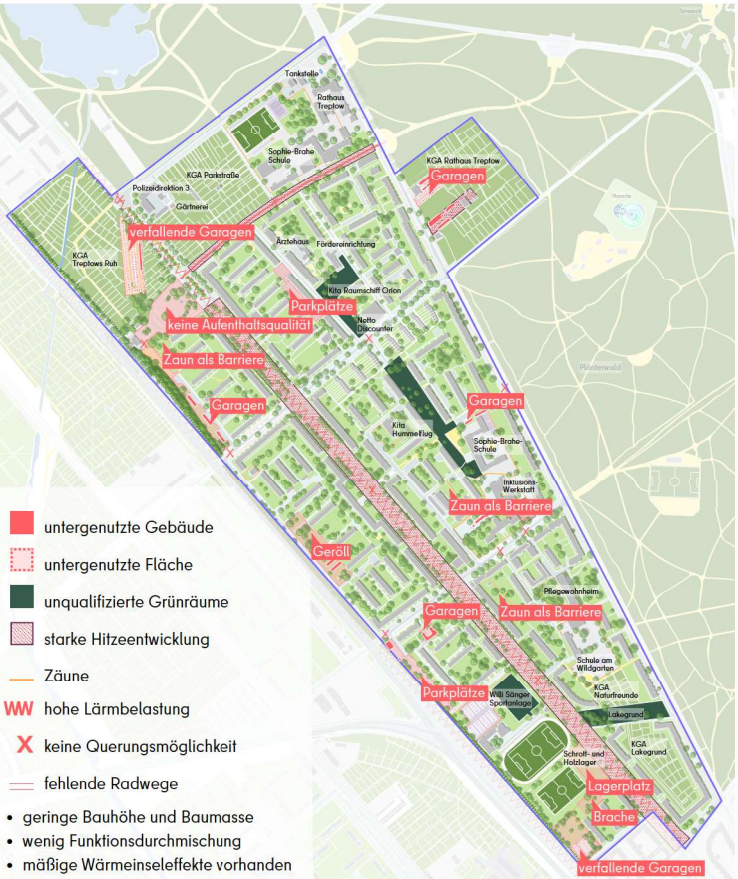 Tankstelle
Rathaus
Treptow
Sophie-Brahe
Schule
KGA Rathaus Treptow
Garagen
KGA Parkstraße
Polizeidirektion 3
Gärtnerei
verfallende Garagen
KGA
Treptows Ruh
Ärztehaus
Fördereinrichtung
Kita Raumschiff Orion
Parkplätze
Netto
Discounter
keine Aufenthaltsqualität
Zaun als Barriere
Plänterwald
Garagen
Garagen
Kita
Hummelflug
Sophie-Brahe-
Schule
Inklusions-
Werkstatt
Zaun als Barriere
Geröll
Pflegewohnheim
Garagen
Zaun als Barriere
Schule am
Wildgarten
Parkplätze
Willi Sänger
Sportanlage
KGA
Naturfreunde
Lakegrund
KGA
Lakegrund
Schrott- und
Holzlager
Lagerplatz
Brache
verfallende Garagen
untergenutzte Gebäude
untergenutzte Fläche
unqualifizierte Grünräume
starke Hitzeentwicklung
Zäune
hohe Lärmbelastung
X keine Querungsmöglichkeit
fehlende Radwege
• geringe Bauhöhe und Baumasse
• wenig Funktionsdurchmischung
• mäßige Wärmeinseleffekte vorhanden